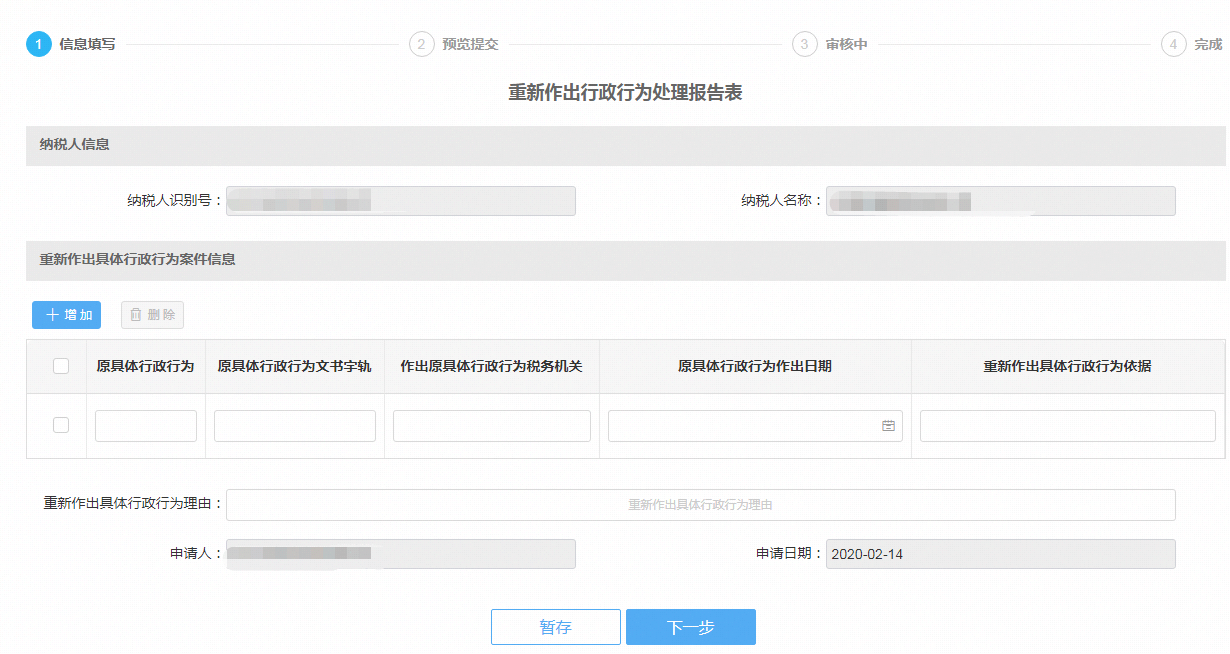 1 信息填写 2 预览提交 3 审核中 4 完成
重新作出行政行为处理报告表
纳税人信息
纳税人识别号： 纳税人名称：
重新作出具体行政行为案件信息
增加 删除
原具体行政行为 原具体行政行为文书字轨 作出原具体行政行为税务机关 原具体行政行为作出日期 重新作出具体行政行为依据
重新作出具体行政行为理由： 重新作出具体行政行为理由
申请人： 申请日期： 2020-02-14
暂存 下一步